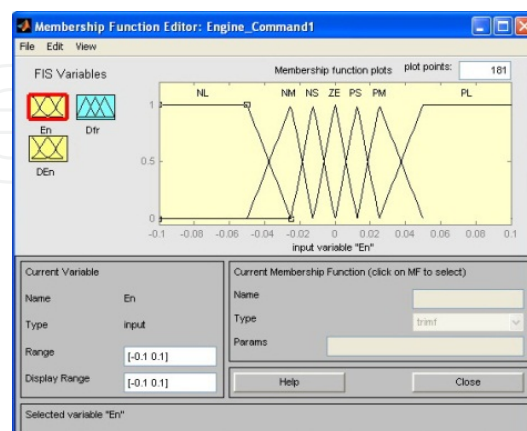 Membership Function Editor: Engine_Command1
File Edit View
FIS Variables
Membership function plots plot points: 181
NL NM NS ZE PS PM PL
En Dfr
DEn
1
0.5
0
-0.1 -0.08 -0.06 -0.04 -0.02 0 0.02 0.04 0.06 0.08 0.1
input variable "En"
Current Variable
Name En
Type input
Range [-0.1 0.1]
Display Range [-0.1 0.1]
Current Membership Function (click on MF to select)
Name
Type trimf
Params
Help Close
Selected variable "En"